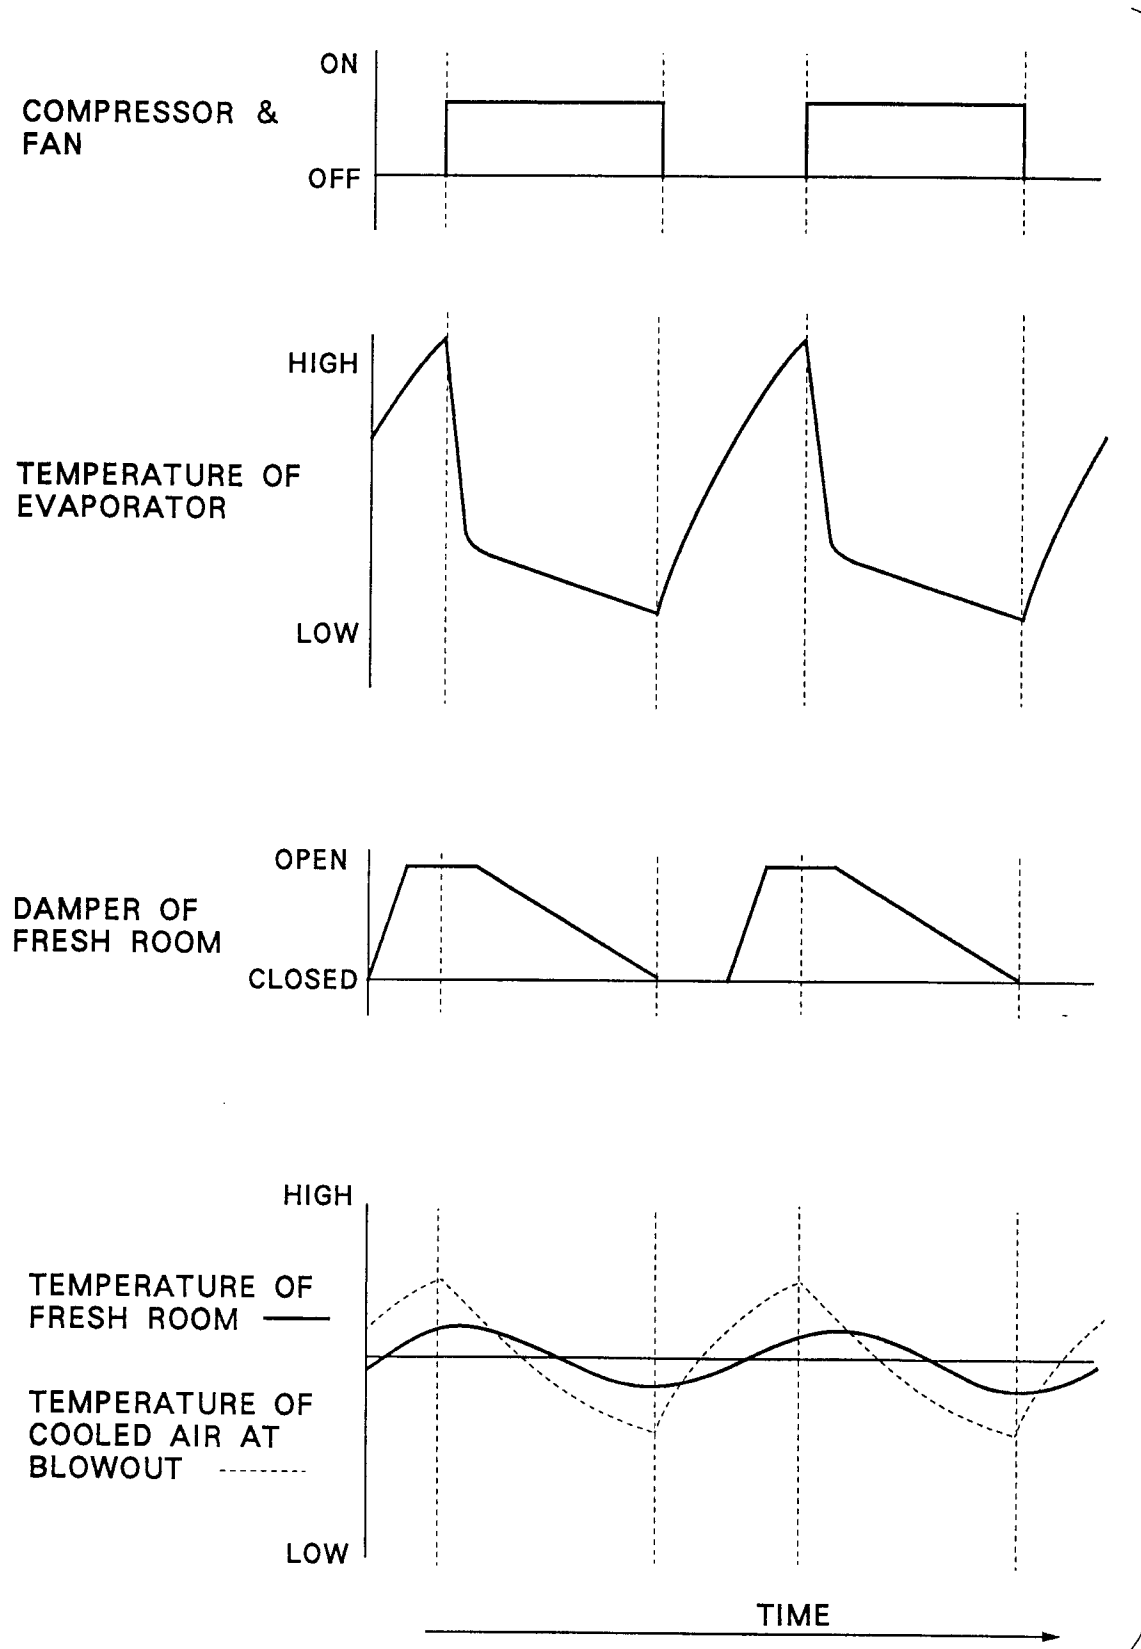 ON
COMPRESSOR &
FAN
OFF
HIGH
TEMPERATURE OF
EVAPORATOR
LOW
OPEN
DAMPER OF
FRESH ROOM
CLOSED
HIGH
TEMPERATURE OF
FRESH ROOM
TEMPERATURE OF
COOLED AIR AT
BLOWOUT
LOW
TIME